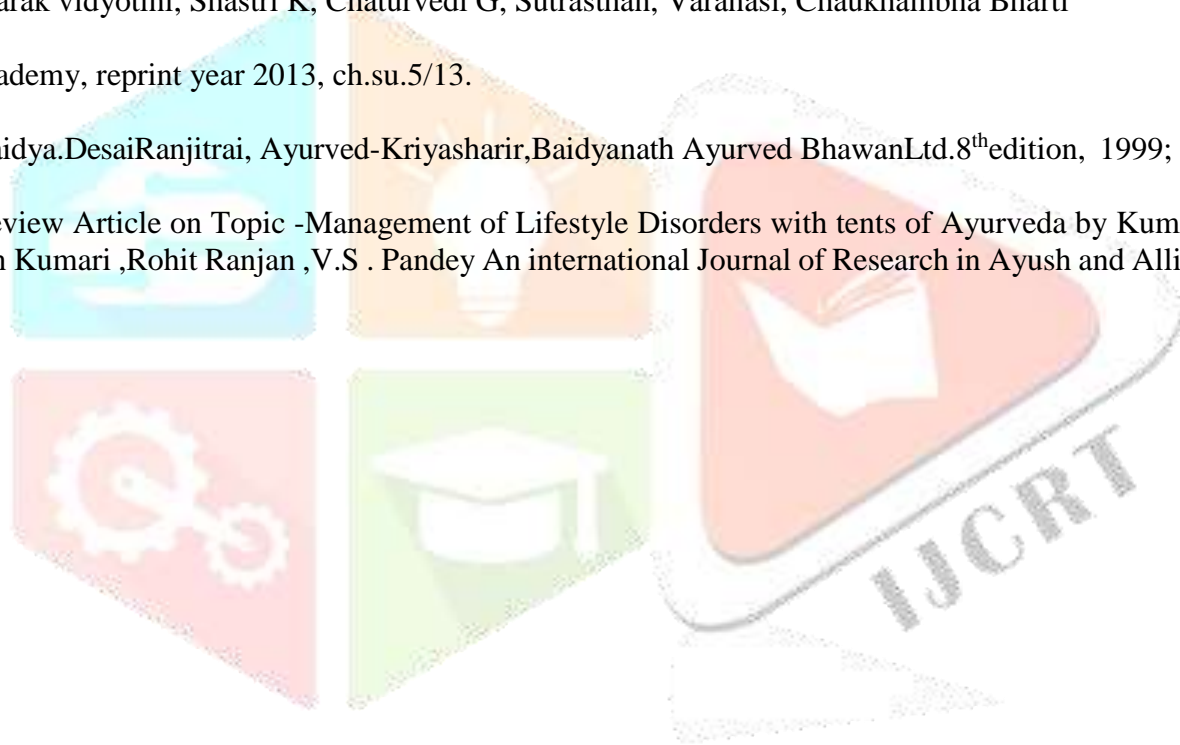 arak vidyotini, Shastri K, Chaturvedi G, Sutrasthan, Varanasi, Chaukhambha Bharti
ademy, reprint year 2013, ch.su.5/13.
aidya.DesaiRanjitrai, Ayurved-Kriyasharir,Baidyanath Ayurved BhawanLtd.8thedition, 1999;
eview Article on Topic -Management of Lifestyle Disorders with tents of Ayurveda by Kum
n Kumari ,Rohit Ranjan ,V.S . Pandey An international Journal of Research in Ayush and Alli
IJCRT